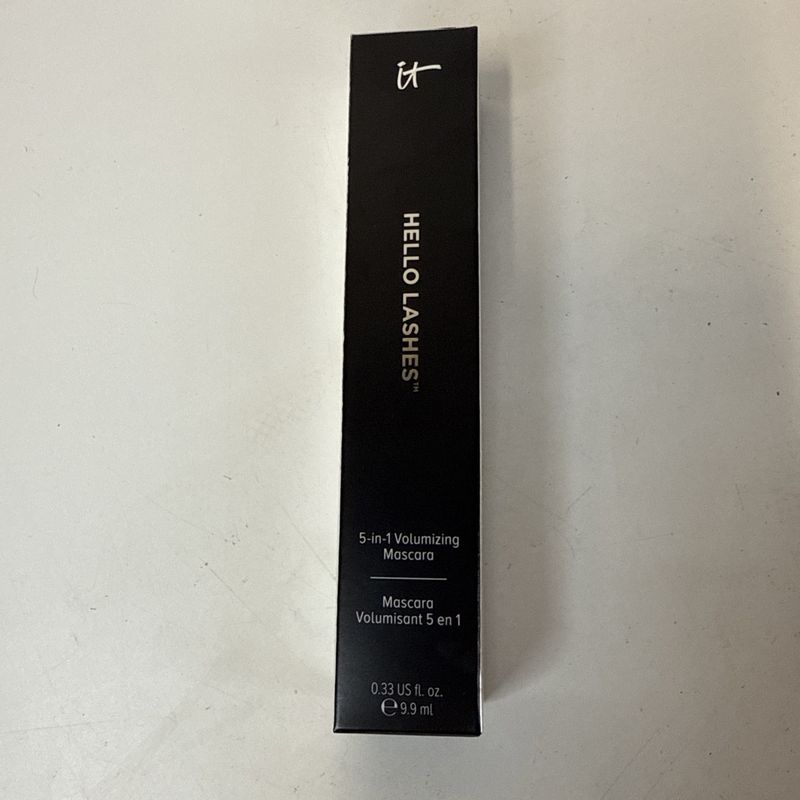 it
HELLO LASHES™
5-in-1 Volumizing
Mascara
Mascara
Volumisant 5 en 1
0.33 US fl. oz.
℮ 9.9 ml